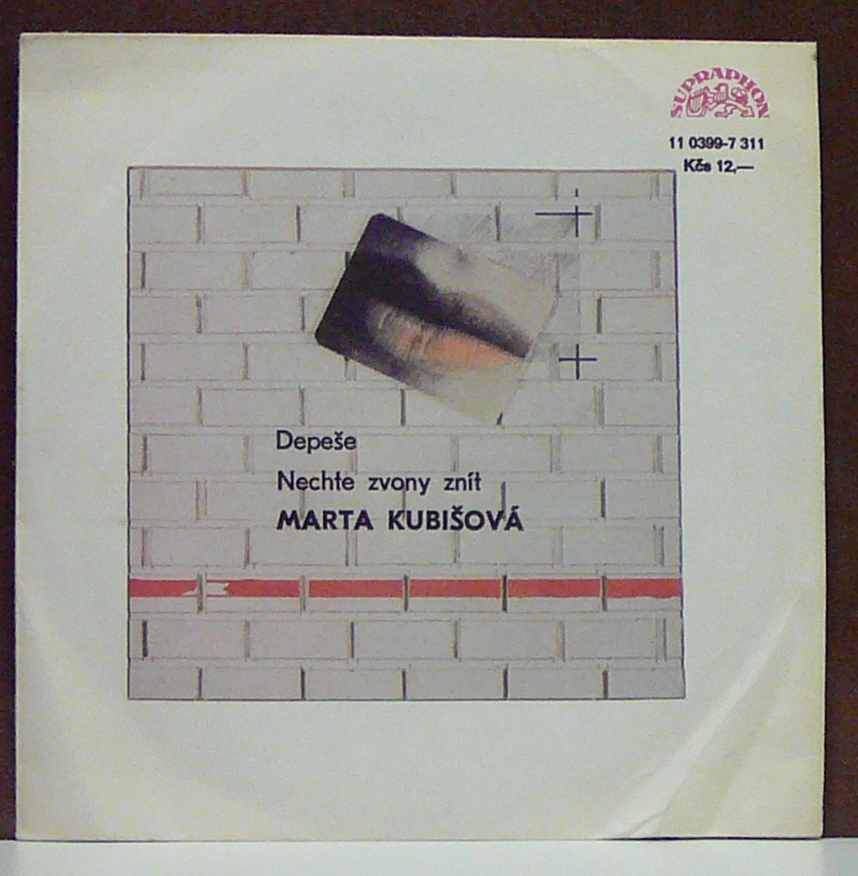 SUPRAPHON
11 0399-7 311
Kčs 12,—
Depeše
Nechte zvony znít
MARTA KUBIŠOVÁ